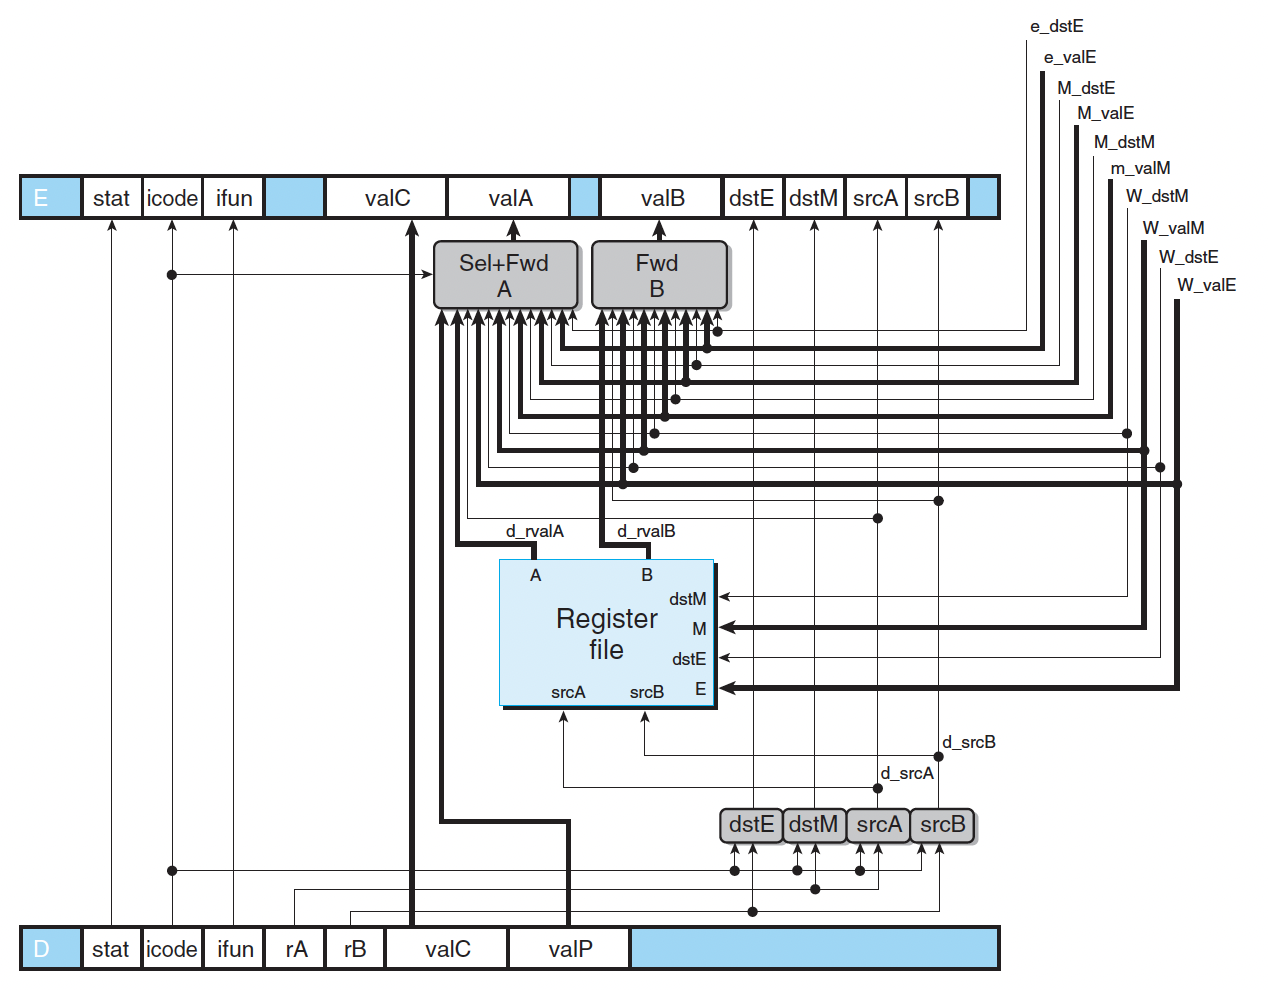 e_dstE
e_valE
M_dstE
M_valE
M_dstM
m_valM
W_dstM
W_valM
W_dstE
W_valE
E stat icode ifun valC valA valB dstE dstM srcA srcB
Sel+Fwd
A
Fwd
B
d_rvalA d_rvalB
A B
dstM
Register
M
file
dstE
srcA srcB E
d_srcB
d_srcA
dstE dstM srcA srcB
D stat icode ifun rA rB valC valP